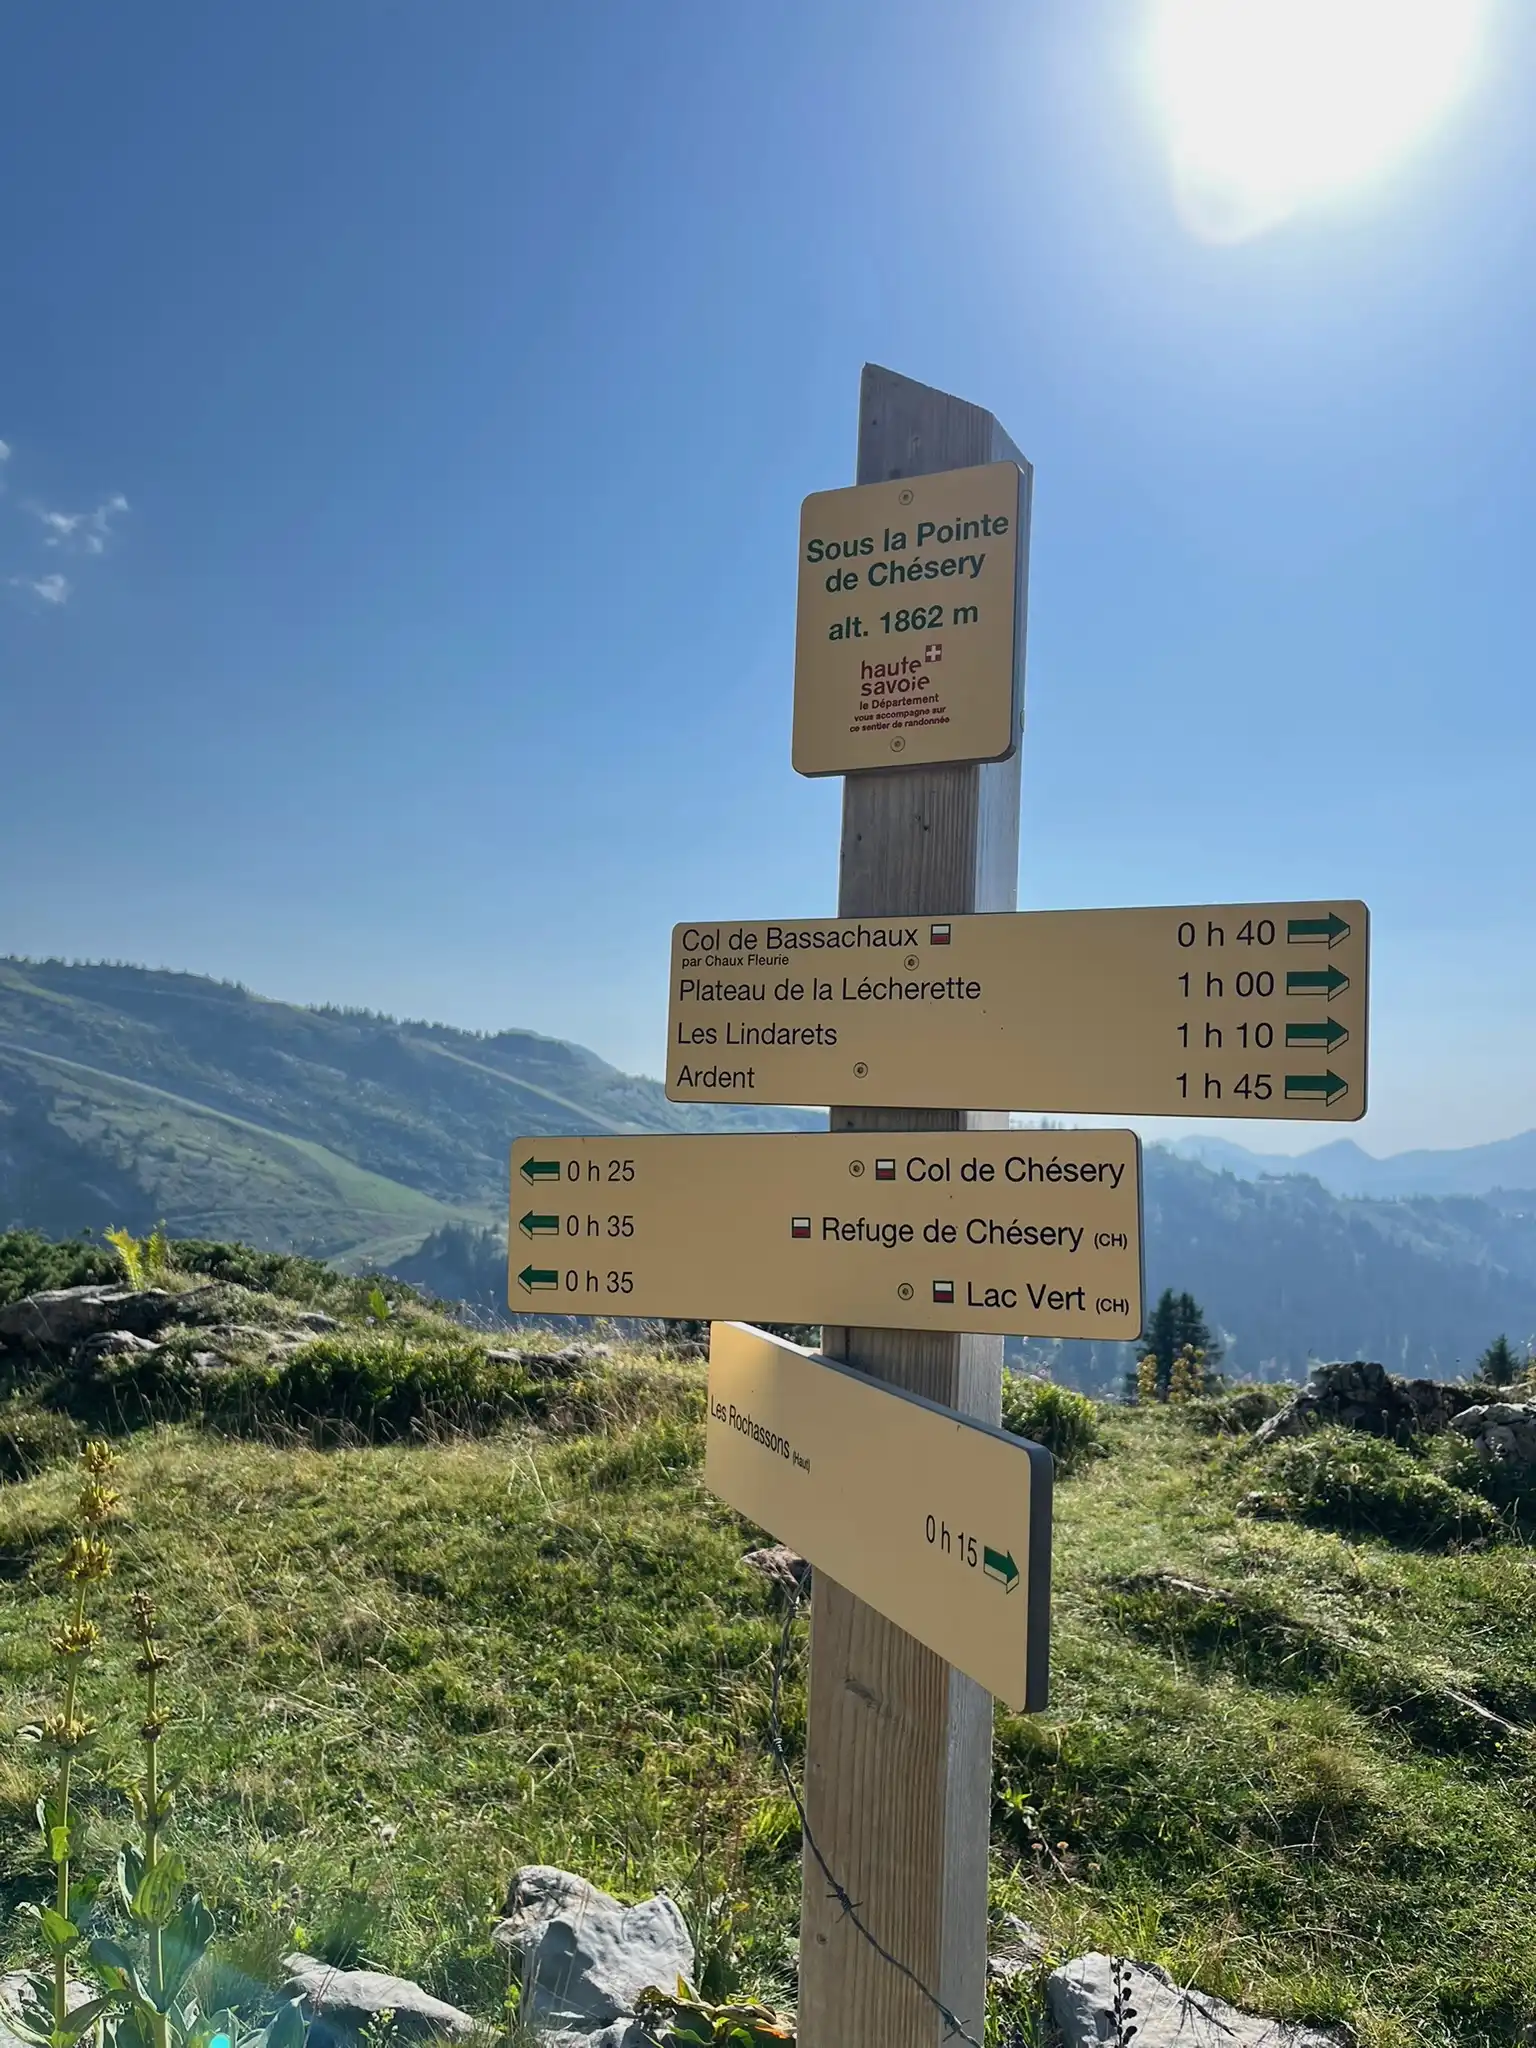 Sous la Pointe
de Chésery
alt. 1862 m
haute
savoie
le Département
vous accompagne sur
ce sentier de randonnée
Col de Bassachaux 0 h 40
par Chaux Fleurie
Plateau de la Lécherette 1 h 00
Les Lindarets 1 h 10
Ardent 1 h 45
0 h 25 Col de Chésery
0 h 35 Refuge de Chésery (CH)
0 h 35 Lac Vert (CH)
Les Rochassons (Haut)
0 h 15